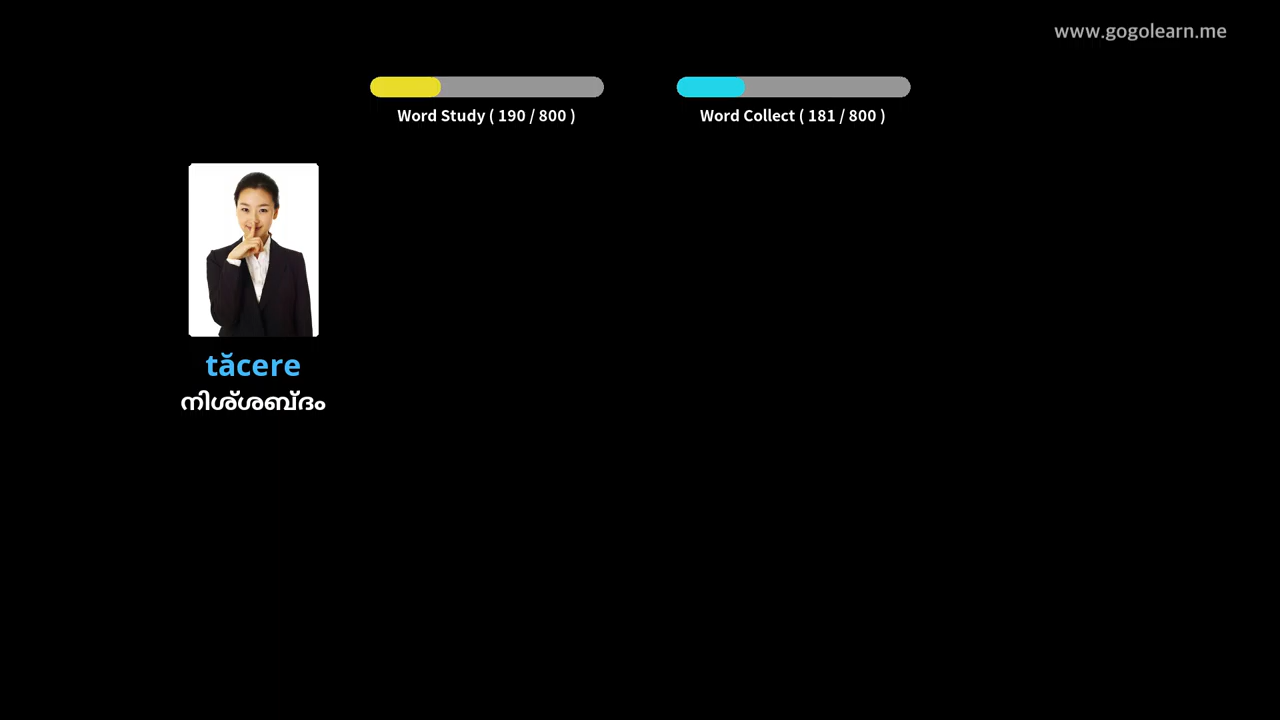 www.gogolearn.me
Word Study ( 190 / 800 )
Word Collect ( 181 / 800 )
tăcere
നിശ്ശബ്ദം